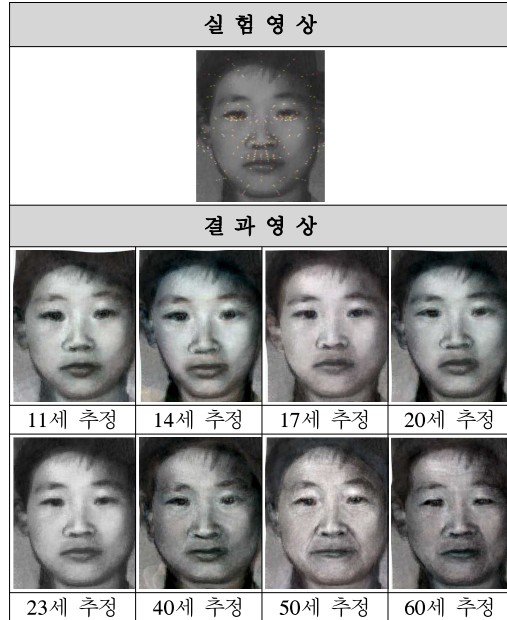 실 험 영 상
결 과 영 상
11세 추정 14세 추정 17세 추정 20세 추정
23세 추정 40세 추정 50세 추정 60세 추정